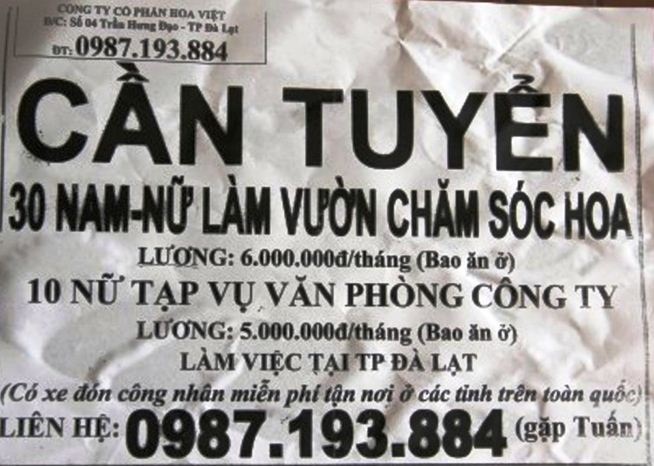 CÔNG TY CỔ PHẦN HOA VIỆT
Đ/C: Số 04 Trần Hưng Đạo - TP Đà Lạt
ĐT: 0987.193.884
CẦN TUYỂN
30 NAM-NỮ LÀM VƯỜN CHĂM SÓC HOA
LƯƠNG: 6.000.000đ/tháng (Bao ăn ở)
10 NỮ TẠP VỤ VĂN PHÒNG CÔNG TY
LƯƠNG: 5.000.000đ/tháng (Bao ăn ở)
LÀM VIỆC TẠI TP ĐÀ LẠT
(Có xe đón công nhân miễn phí tận nơi ở các tỉnh trên toàn quốc)
LIÊN HỆ: 0987.193.884 (gặp Tuấn)